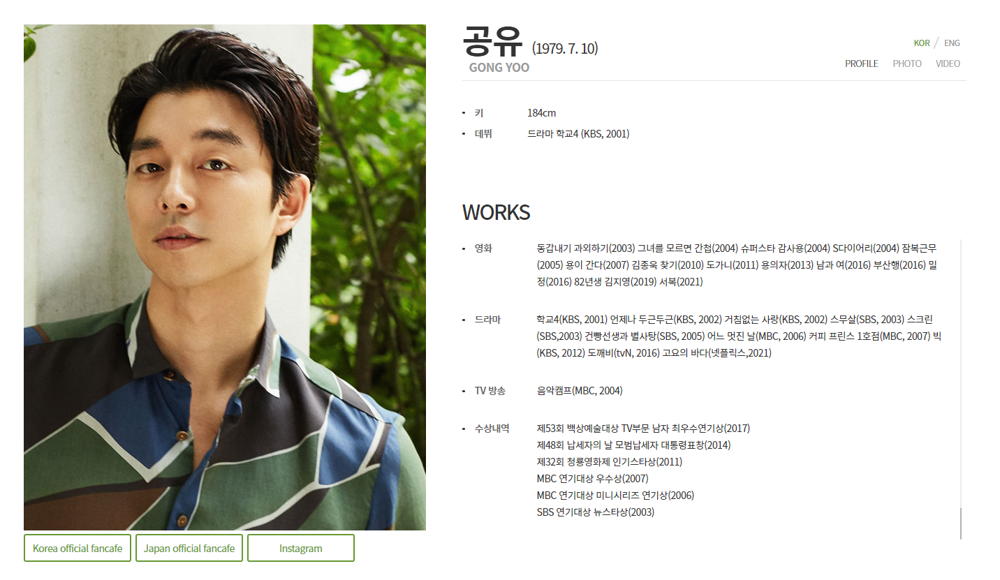 공유 (1979. 7. 10)
GONG YOO
KOR / ENG
PROFILE PHOTO VIDEO
키 184cm
데뷔 드라마 학교4 (KBS, 2001)
WORKS
영화 동갑내기 과외하기(2003) 그녀를 모르면 간첩(2004) 슈퍼스타 감사용(2004) S다이어리(2004) 잠복근무
(2005) 용이 간다(2007) 김종욱 찾기(2010) 도가니(2011) 용의자(2013) 남과 여(2016) 부산행(2016) 밀
정(2016) 82년생 김지영(2019) 서복(2021)
드라마 학교4(KBS, 2001) 언제나 두근두근(KBS, 2002) 거침없는 사랑(KBS, 2002) 스무살(SBS, 2003) 스크린
(SBS,2003) 건빵선생과 별사탕(SBS, 2005) 어느 멋진 날(MBC, 2006) 커피 프린스 1호점(MBC, 2007) 빅
(KBS, 2012) 도깨비(tvN, 2016) 고요의 바다(넷플릭스,2021)
TV 방송 음악캠프(MBC, 2004)
수상내역 제53회 백상예술대상 TV부문 남자 최우수연기상(2017)
제48회 납세자의 날 모범납세자 대통령표창(2014)
제32회 청룡영화제 인기스타상(2011)
MBC 연기대상 우수상(2007)
MBC 연기대상 미니시리즈 연기상(2006)
SBS 연기대상 뉴스타상(2003)
Korea official fancafe Japan official fancafe Instagram